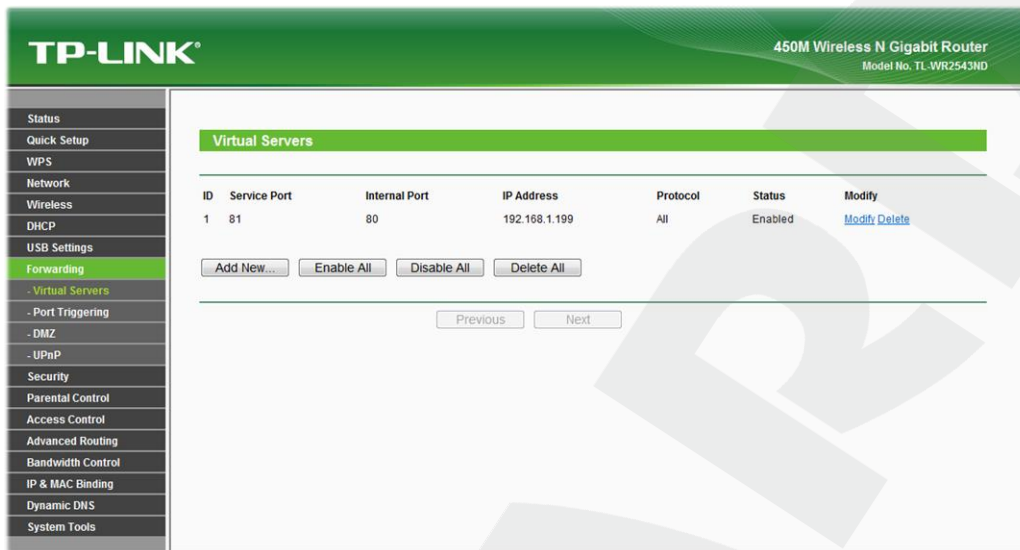 TP-LINK®
450M Wireless N Gigabit Router
Model No. TL-WR2543ND
Status
Quick Setup
WPS
Network
Wireless
DHCP
USB Settings
Forwarding
- Virtual Servers
- Port Triggering
- DMZ
- UPnP
Security
Parental Control
Access Control
Advanced Routing
Bandwidth Control
IP & MAC Binding
Dynamic DNS
System Tools
Virtual Servers
ID Service Port Internal Port IP Address Protocol Status Modify
1 81 80 192.168.1.199 All Enabled Modify Delete
Add New... Enable All Disable All Delete All
Previous Next